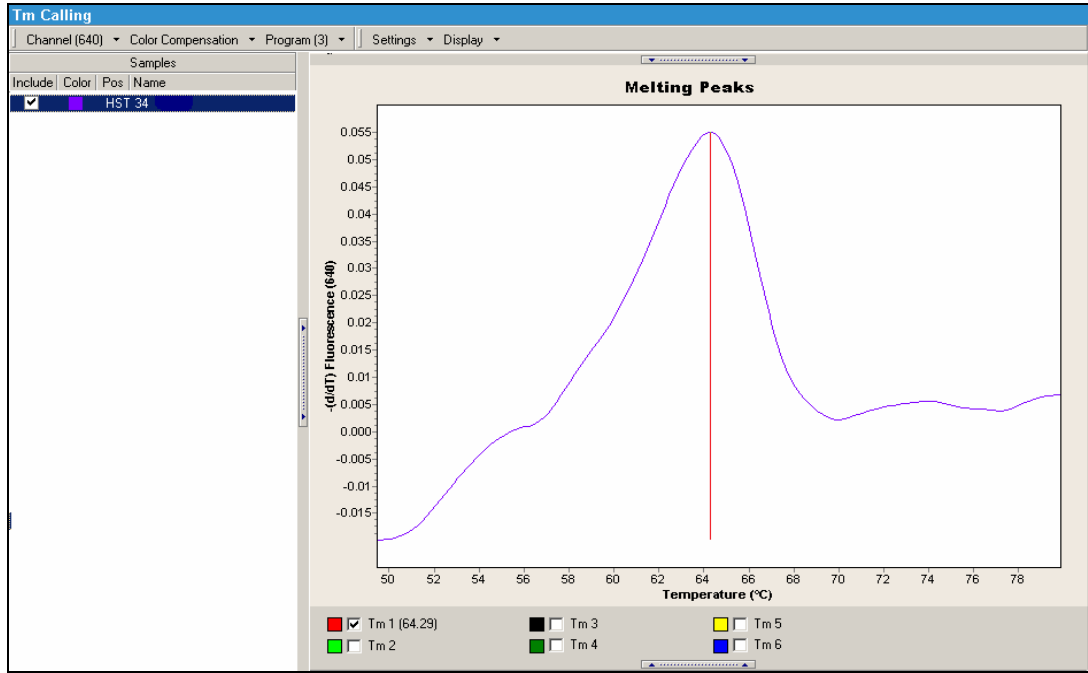 Tm Calling
Channel (640) Color Compensation Program (3) Settings Display
Samples
Include Color Pos Name
HST 34
Melting Peaks
0.055
0.05
0.045
0.04
0.035
0.03
0.025
0.02
0.015
0.01
0.005
0.000
-0.005
-0.01
-0.015
-(d/dT) Fluorescence (640)
50 52 54 56 58 60 62 64 66 68 70 72 74 76 78
Temperature (°C)
Tm 1 (64.29) Tm 3 Tm 5
Tm 2 Tm 4 Tm 6